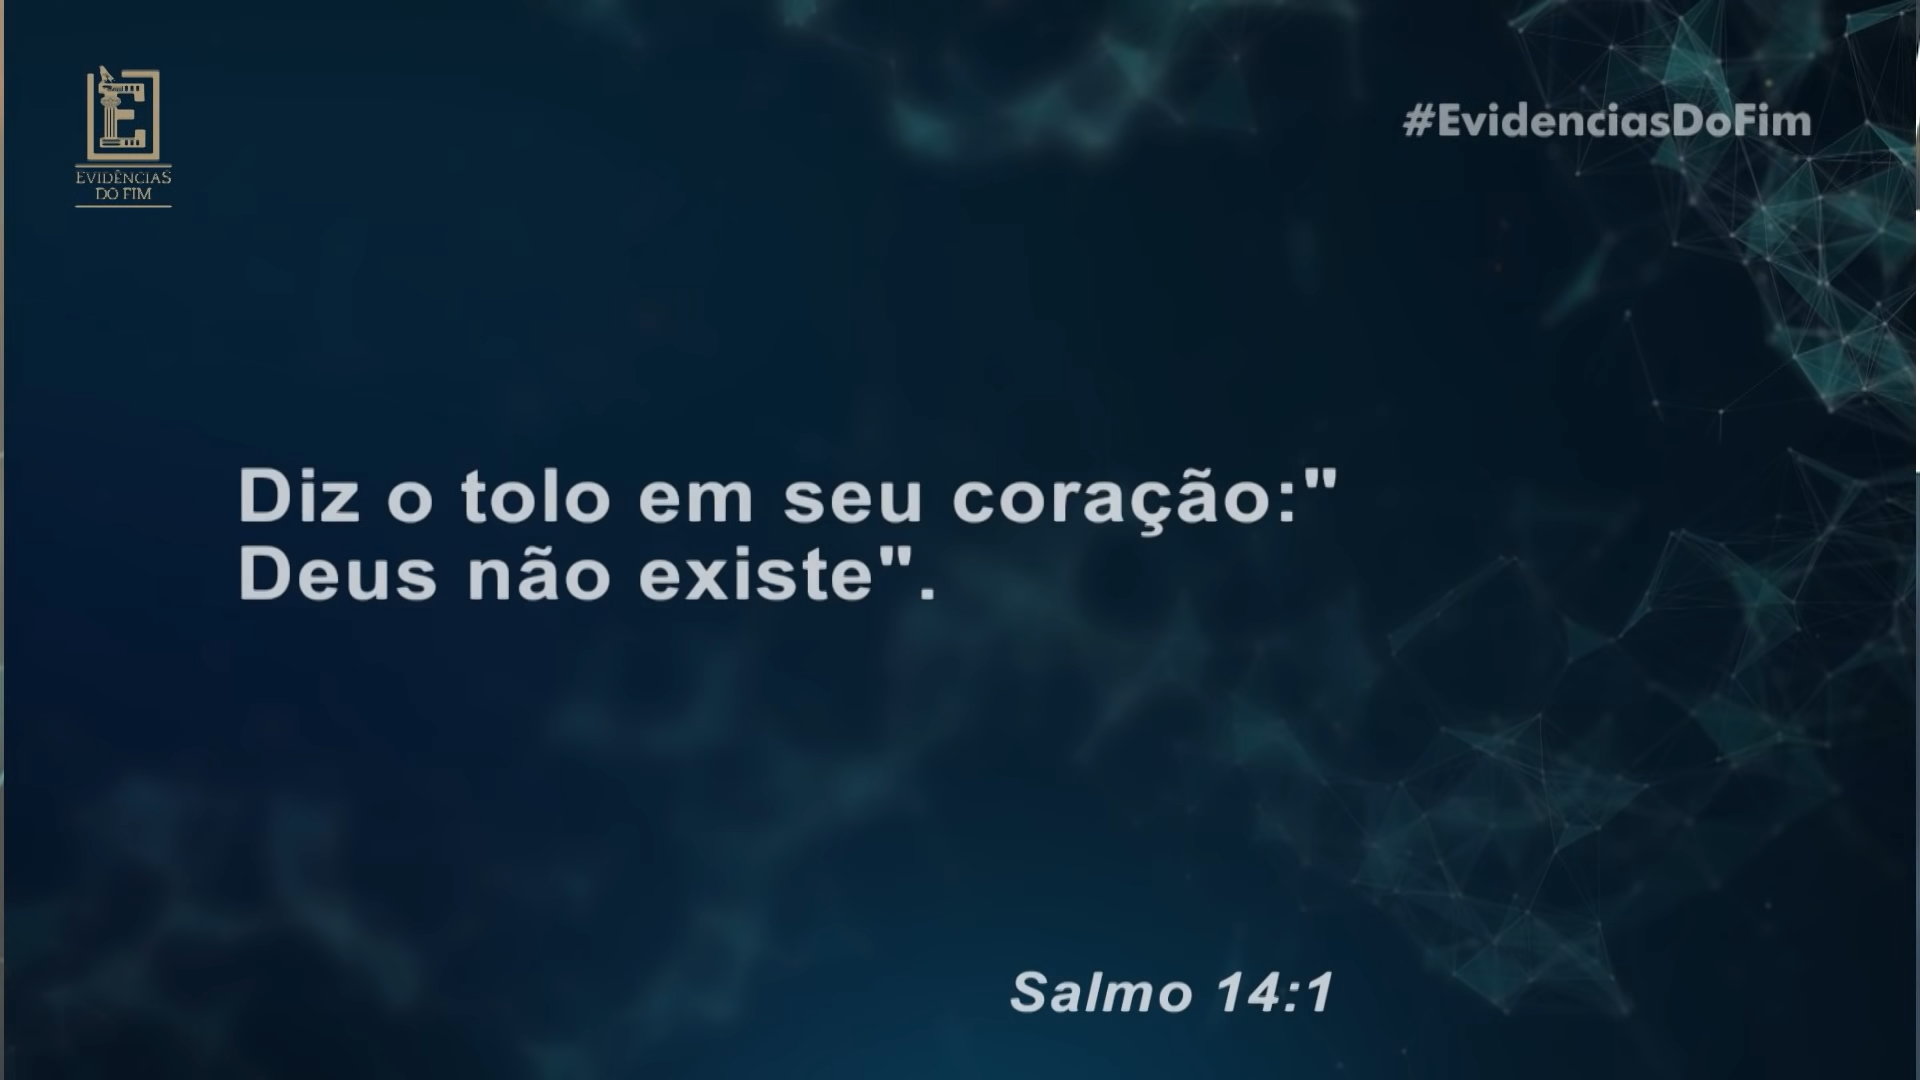 EVIDÊNCIAS
DO FIM
#EvidenciasDoFim
Diz o tolo em seu coração:"
Deus não existe".
Salmo 14:1